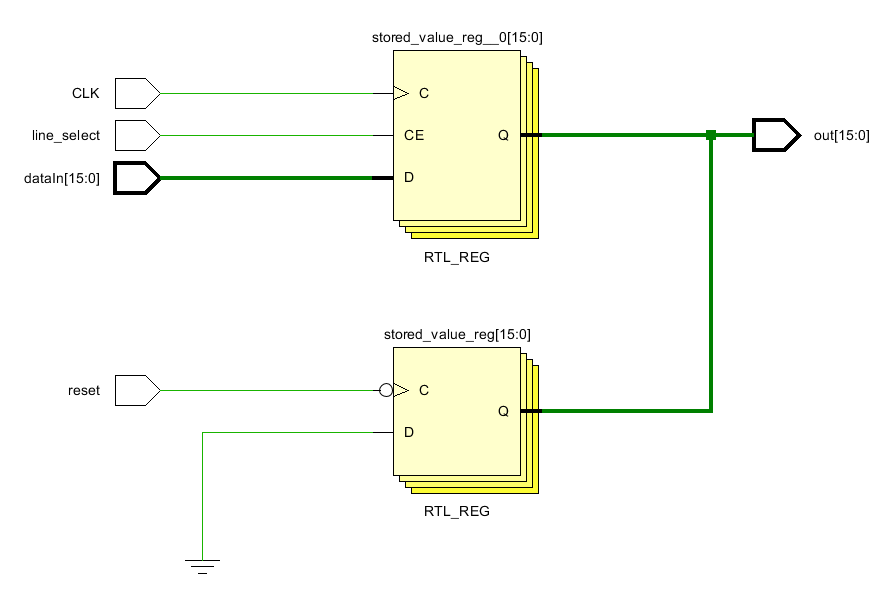 stored_value_reg__0[15:0]
CLK
C
line_select
CE
Q
out[15:0]
dataIn[15:0]
D
RTL_REG
stored_value_reg[15:0]
reset
C
Q
D
RTL_REG